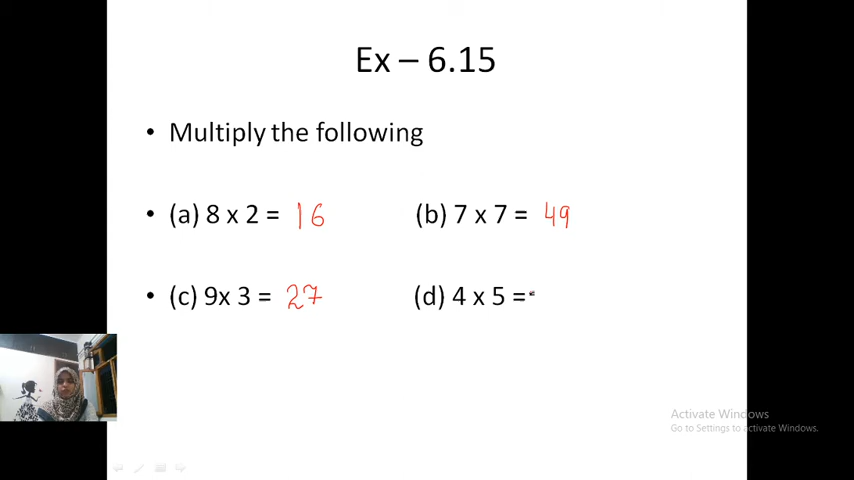 Ex – 6.15
• Multiply the following
• (a) 8 x 2 = 16 (b) 7 x 7 = 49
• (c) 9x 3 = 27 (d) 4 x 5 =
Activate Windows
Go to Settings to activate Windows.